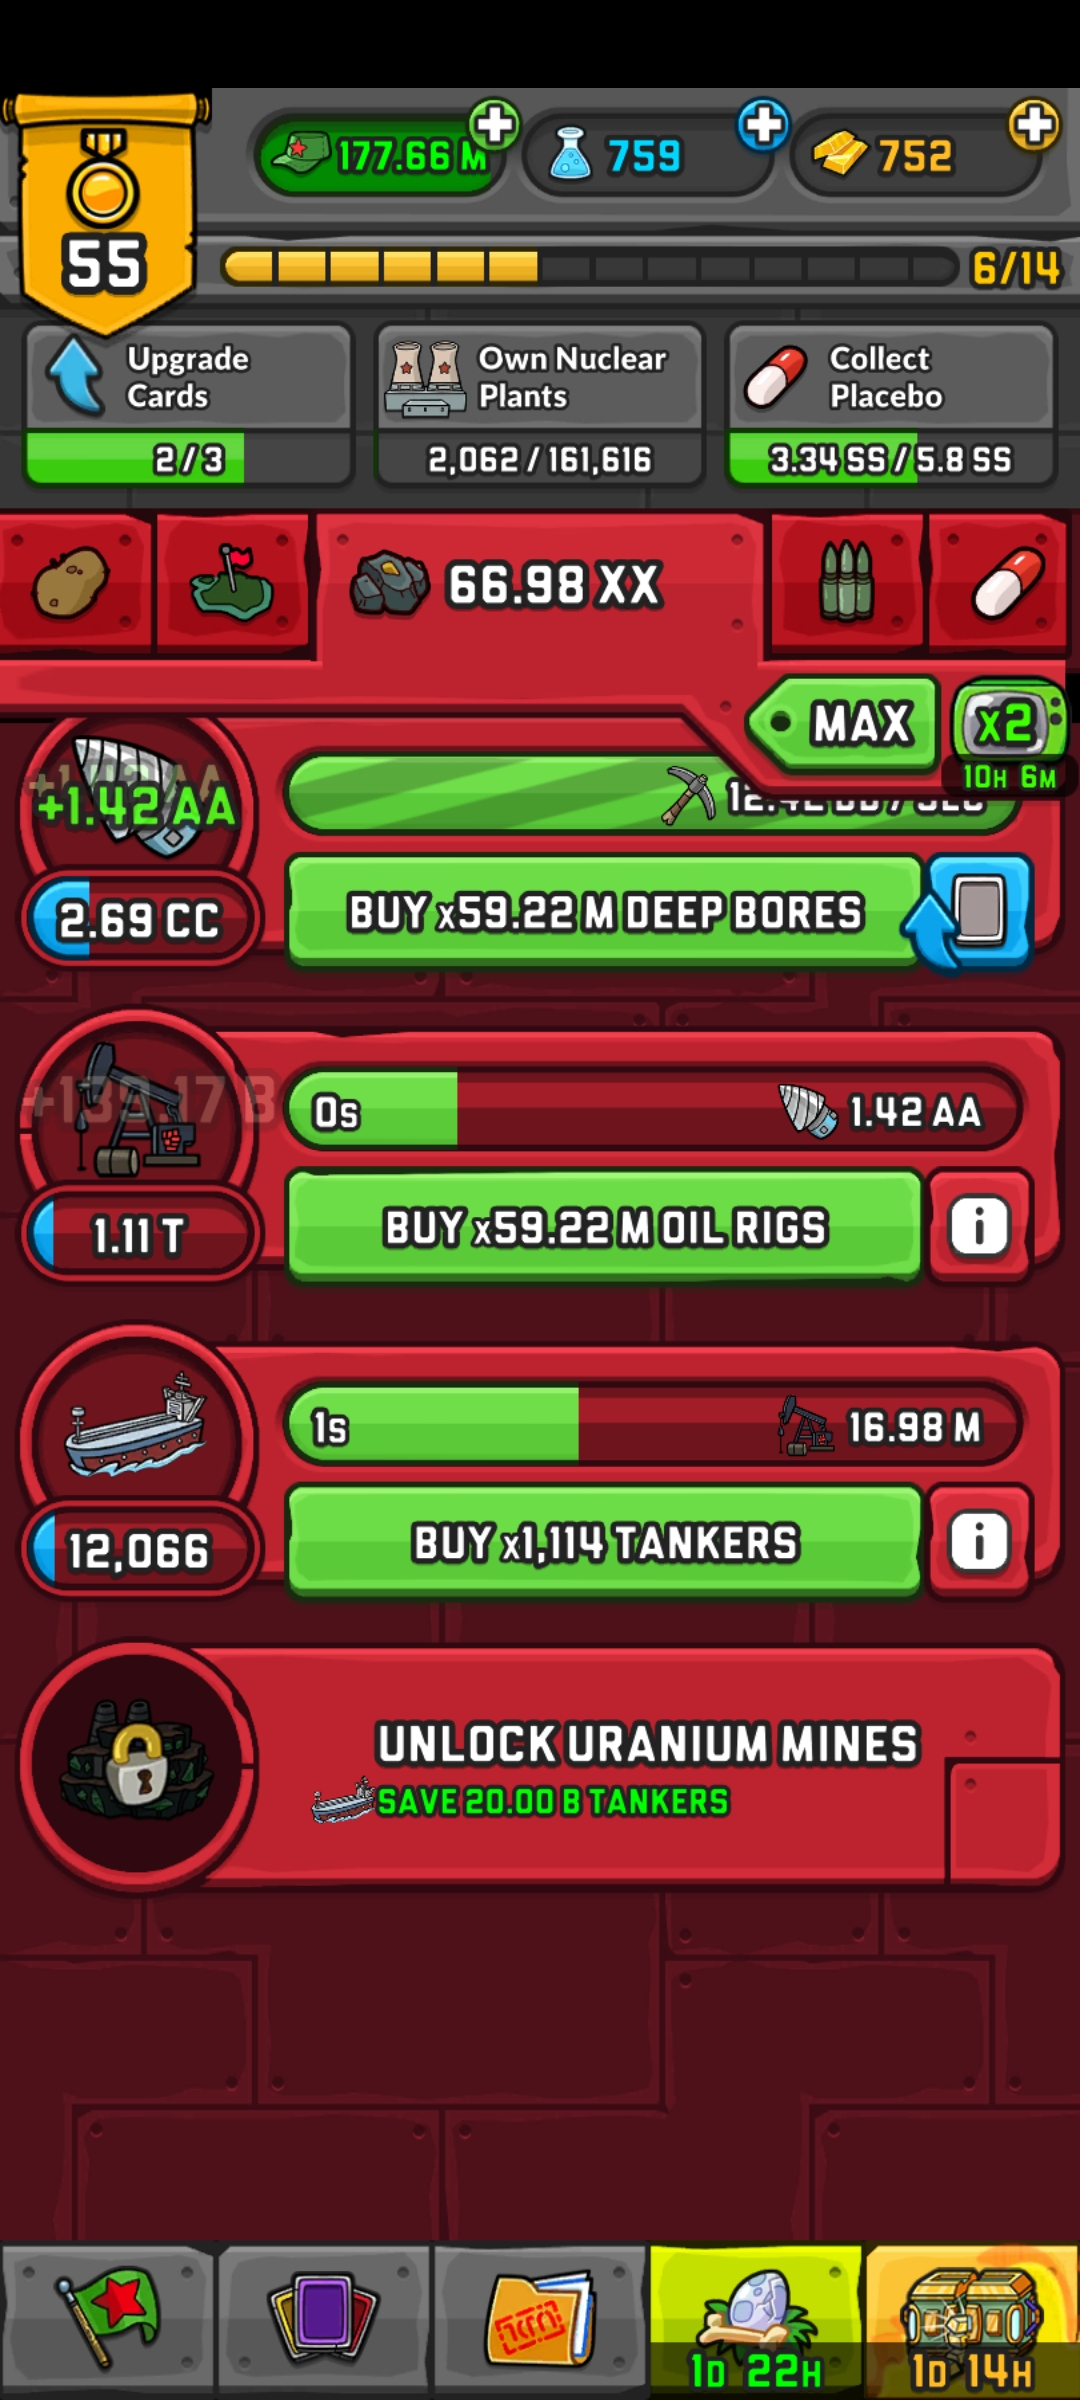 177.66 M
759
752
55
6/14
Upgrade
Cards
2/3
Own Nuclear
Plants
2,062/161,616
Collect
Placebo
3.34 SS/5.8 SS
66.98 XX
MAX
x2
10H 6M
+1.42 AA
2.69 CC
BUY x59.22 M DEEP BORES
+139.17 B
0s
1.42 AA
1.11 T
BUY x59.22 M OIL RIGS
i
1s
16.98 M
12,066
BUY x1,114 TANKERS
i
UNLOCK URANIUM MINES
SAVE 20.00 B TANKERS
1D 22H
1D 14H